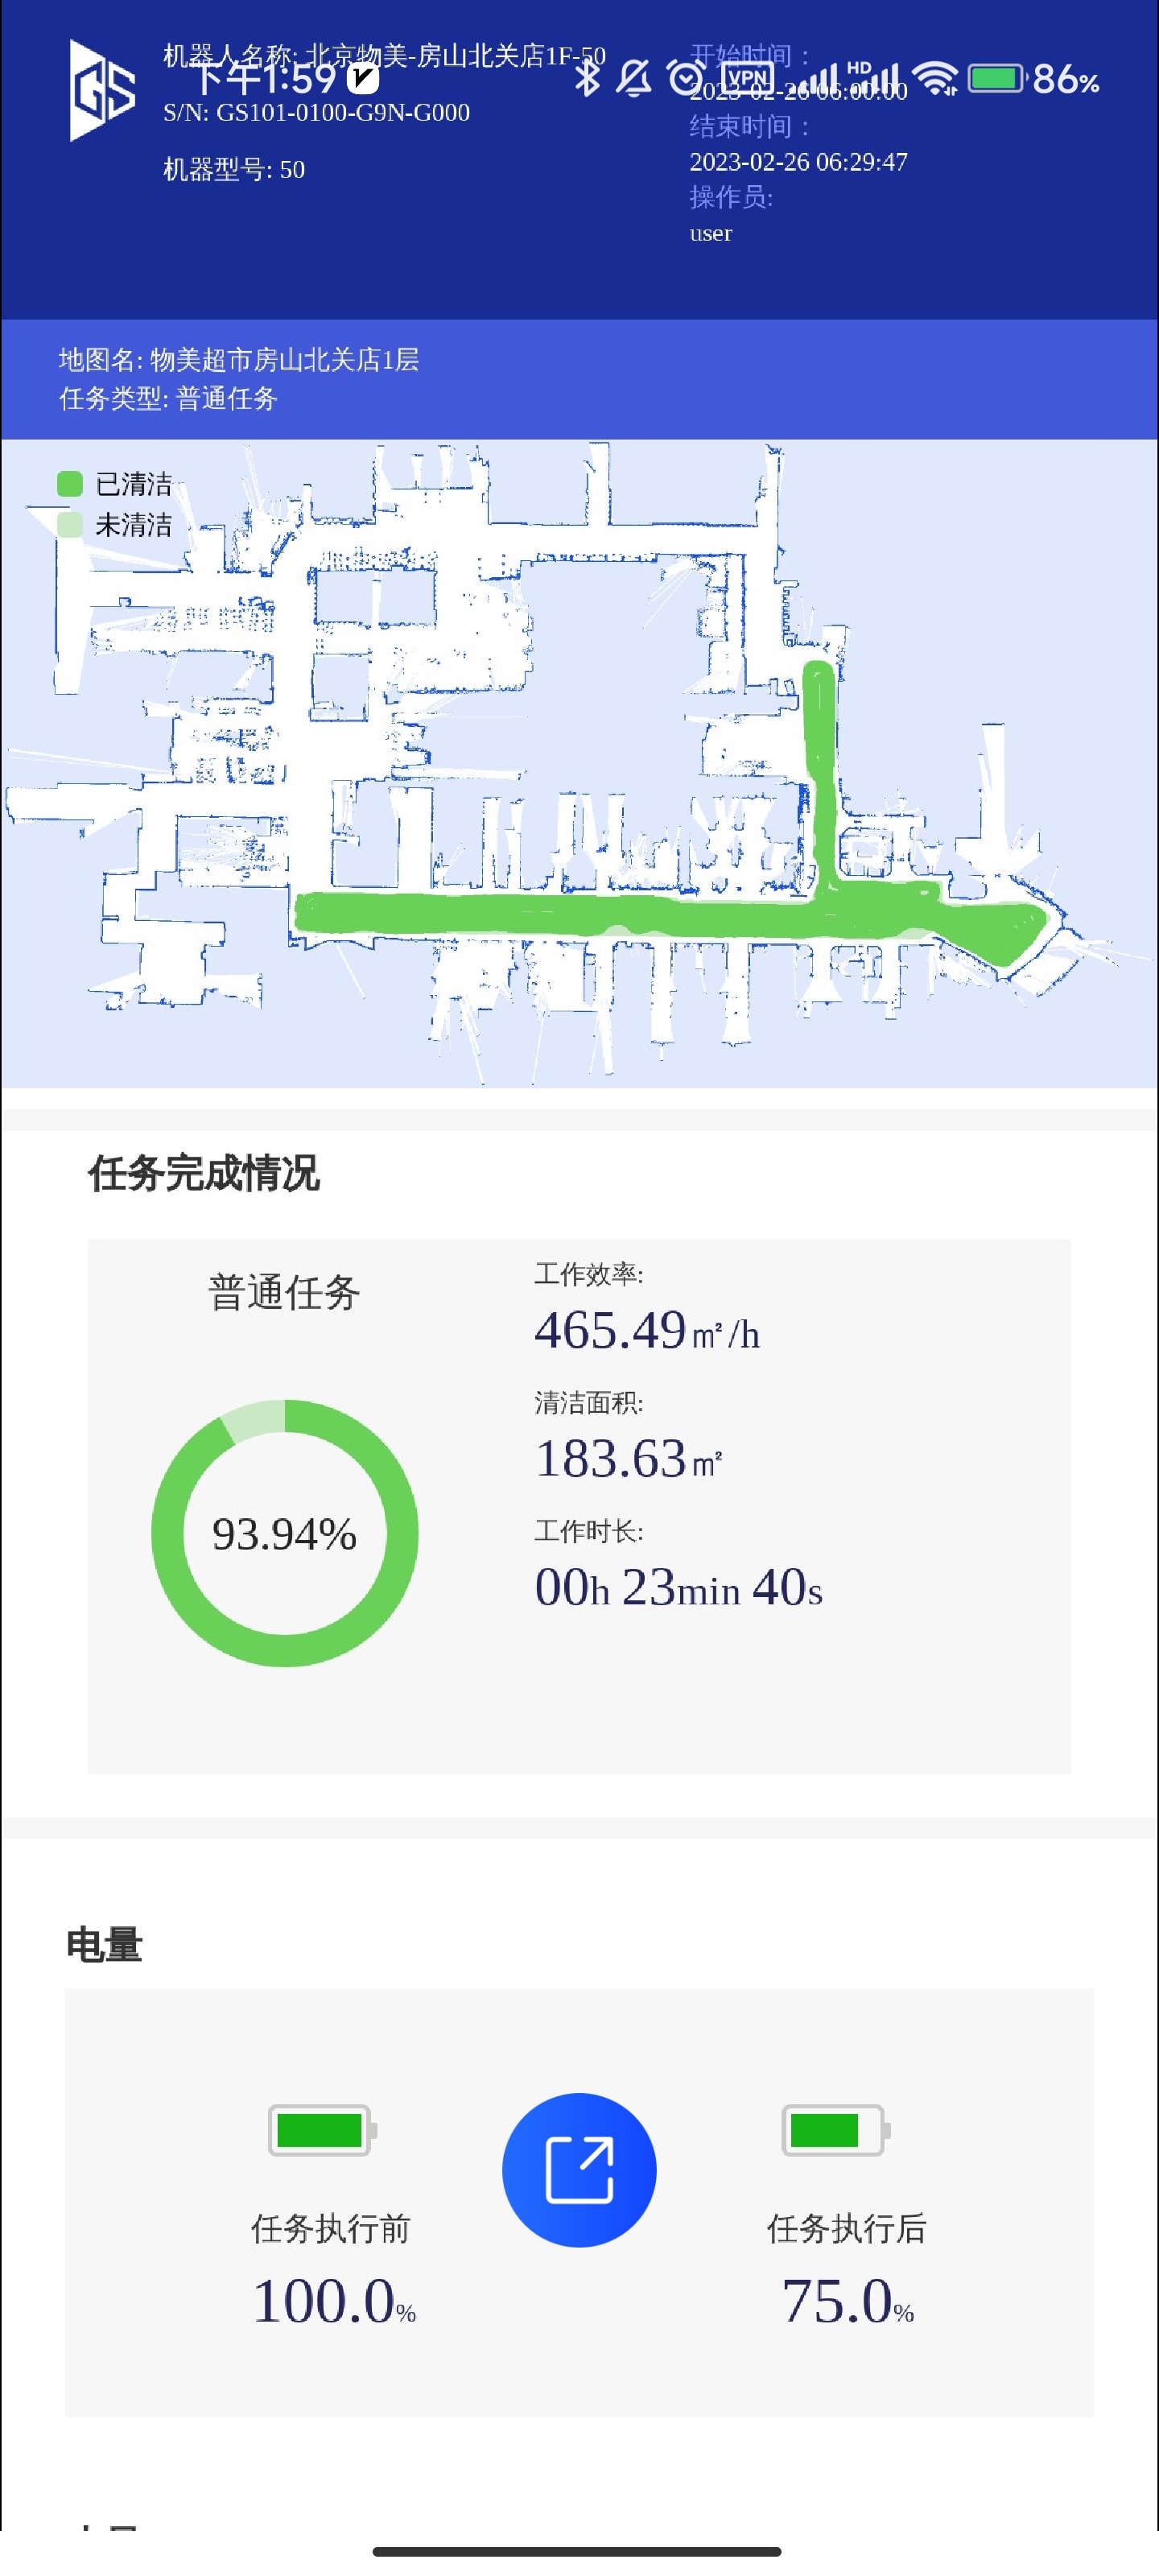 机器人名称: 北京物美-房山北关店1F-50
下午1:59
VPN
HD
86%
S/N: GS101-0100-G9N-G000
机器型号: 50
开始时间：
2023-02-26 06:00:00
结束时间：
2023-02-26 06:29:47
操作员:
user
地图名: 物美超市房山北关店1层
任务类型: 普通任务
已清洁
未清洁
任务完成情况
普通任务
93.94%
工作效率:
465.49㎡/h
清洁面积:
183.63㎡
工作时长:
00h 23min 40s
电量
任务执行前
100.0%
任务执行后
75.0%